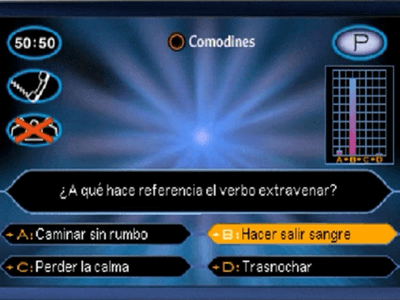 50:50
Comodines
P
A B C D
¿A qué hace referencia el verbo extravenar?
A: Caminar sin rumbo
B: Hacer salir sangre
C: Perder la calma
D: Trasnochar